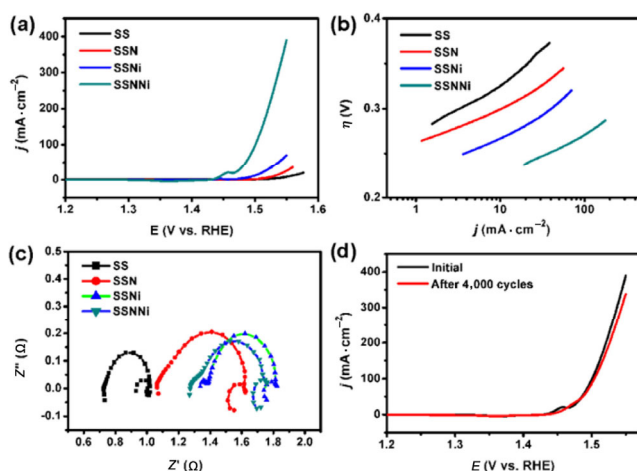 (a)
SS
SSN
SSNi
SSNNi
j (mA·cm⁻²)
400
300
200
100
0
1.2 1.3 1.4 1.5 1.6
E (V vs. RHE)
(b)
SS
SSN
SSNi
SSNNi
η (V)
0.4
0.3
0.2
1 10 100
j (mA·cm⁻²)
(c)
SS
SSN
SSNi
SSNNi
Z" (Ω)
0.5
0.4
0.3
0.2
0.1
0.0
-0.1
0.6 0.8 1.0 1.2 1.4 1.6 1.8 2.0
Z' (Ω)
(d)
Initial
After 4,000 cycles
j (mA·cm⁻²)
400
300
200
100
0
1.2 1.3 1.4 1.5
E (V vs. RHE)